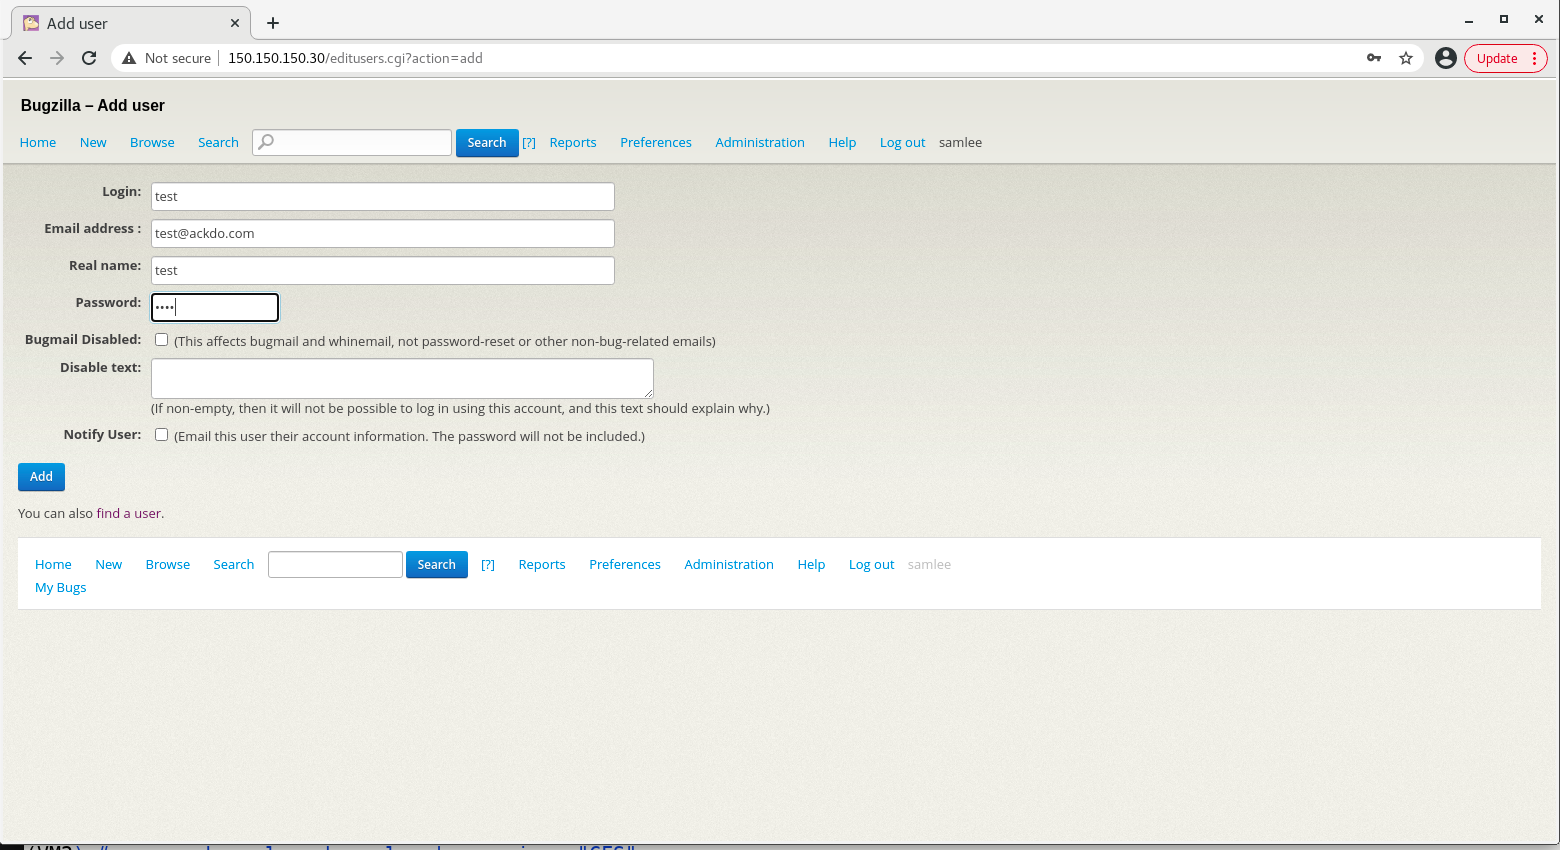 Add user
Not secure 150.150.150.30/editusers.cgi?action=add Update
Bugzilla – Add user
Home New Browse Search Search [?] Reports Preferences Administration Help Log out samlee
Login: test
Email address : test@ackdo.com
Real name: test
Password: ••••
Bugmail Disabled: (This affects bugmail and whinemail, not password-reset or other non-bug-related emails)
Disable text:
(If non-empty, then it will not be possible to log in using this account, and this text should explain why.)
Notify User: (Email this user their account information. The password will not be included.)
Add
You can also find a user.
Home New Browse Search Search [?] Reports Preferences Administration Help Log out samlee
My Bugs